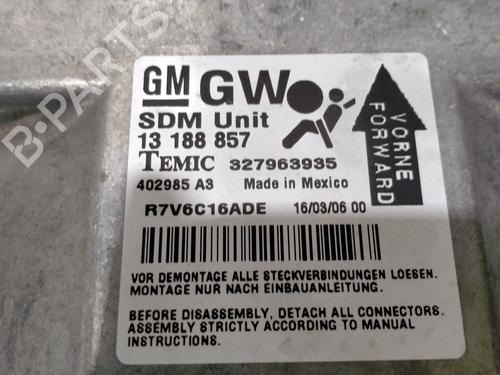 B-PARTS
GM GW
SDM Unit
13 188 857
TEMIC 327963935
402985 A3 Made in Mexico
R7V6C16ADE 16/03/06 00
VORNE
FORWARD
VOR DEMONTAGE ALLE STECKVERBINDUNGEN LOESEN.
MONTAGE NUR NACH EINBAUANLEITUNG.
BEFORE DISASSEMBLY, DETACH ALL CONNECTORS.
ASSEMBLY STRICTLY ACCORDING TO MANUAL
INSTRUCTIONS.